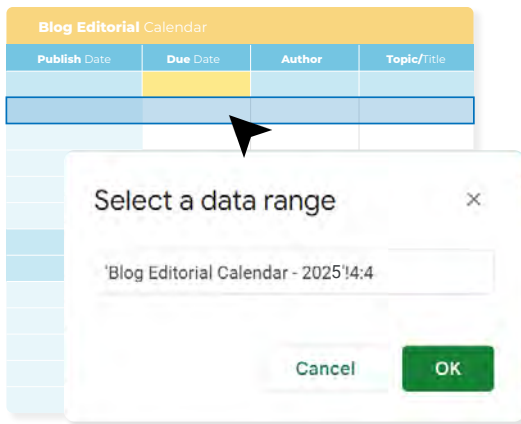 Blog Editorial Calendar
Publish Date Due Date Author Topic/Title
Select a data range
'Blog Editorial Calendar - 2025'!4:4
Cancel OK